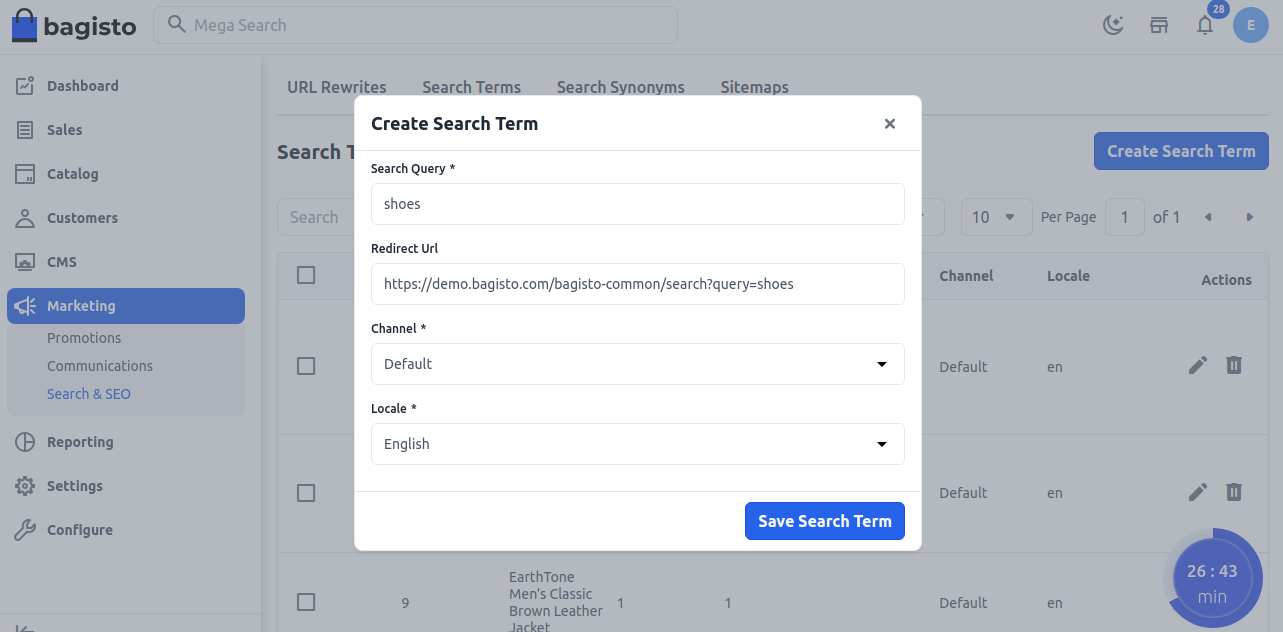 bagisto
Mega Search
28
E
Dashboard
Sales
Catalog
Customers
CMS
Marketing
Promotions
Communications
Search & SEO
Reporting
Settings
Configure
URL Rewrites
Search Terms
Search Synonyms
Sitemaps
Search T
Create Search Term
Search
10
Per Page
1
of 1
Channel
Locale
Actions
Default
en
Default
en
9
EarthTone
Men's Classic
Brown Leather
Jacket
1
1
Default
en
Create Search Term
Search Query *
shoes
Redirect Url
https://demo.bagisto.com/bagisto-common/search?query=shoes
Channel *
Default
Locale *
English
Save Search Term
26 : 43
min